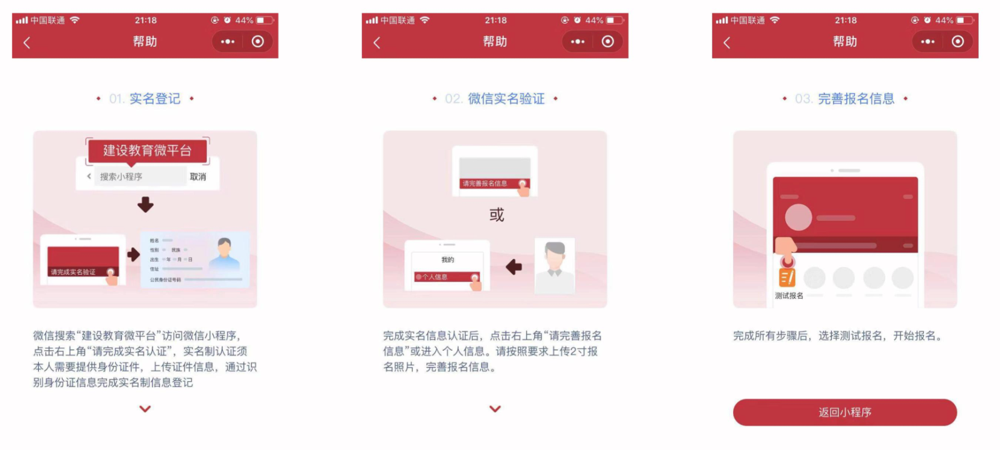 中国联通
21:18
44%
帮助
01. 实名登记
建设教育微平台
搜索小程序
取消
请完成实名验证
姓名
性别 民族
出生 年 月 日
住址
公民身份证号码
微信搜索“建设教育微平台”访问微信小程序，
点击右上角“请完成实名认证”，实名制认证须
本人需要提供身份证件，上传证件信息，通过识
别身份证信息完成实名制信息登记
中国联通
21:18
44%
帮助
02. 微信实名验证
请完善报名信息
或
我的
个人信息
完成实名信息认证后，点击右上角“请完善报名
信息”或进入个人信息。请按照要求上传2寸报
名照片，完善报名信息。
中国联通
21:18
44%
帮助
03. 完善报名信息
测试报名
完成所有步骤后，选择测试报名，开始报名。
返回小程序